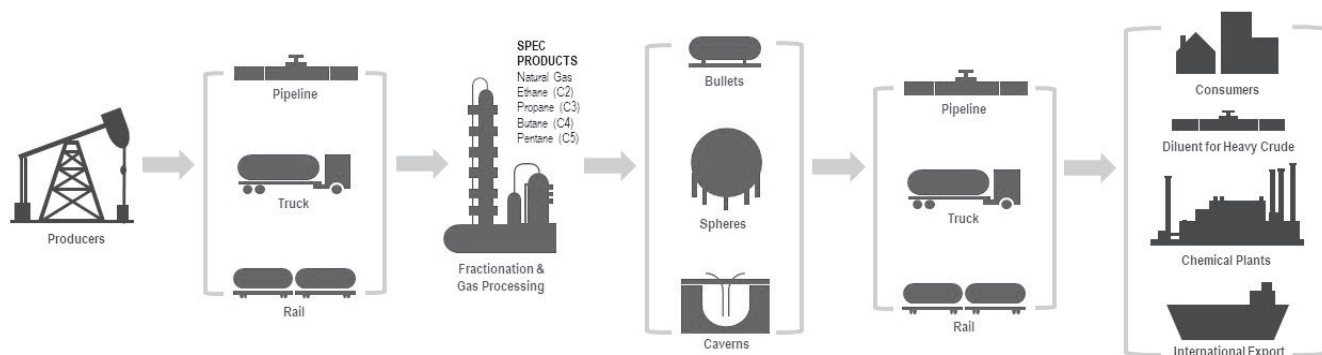 Producers
Pipeline
Truck
Rail
SPEC
PRODUCTS
Natural Gas
Ethane (C2)
Propane (C3)
Butane (C4)
Pentane (C5)
Fractionation &
Gas Processing
Bullets
Spheres
Caverns
Pipeline
Truck
Rail
Consumers
Diluent for Heavy Crude
Chemical Plants
International Export